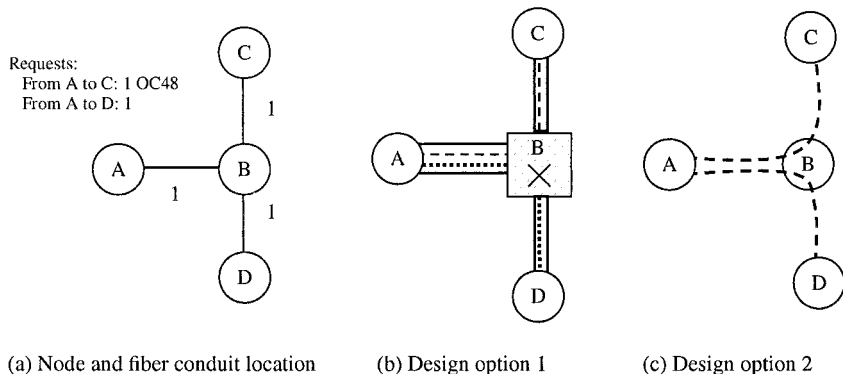 Requests:
From A to C: 1 OC48
From A to D: 1
C
1
A
B
1
1
D
C
A
B
D
C
A
B
D
(a) Node and fiber conduit location
(b) Design option 1
(c) Design option 2